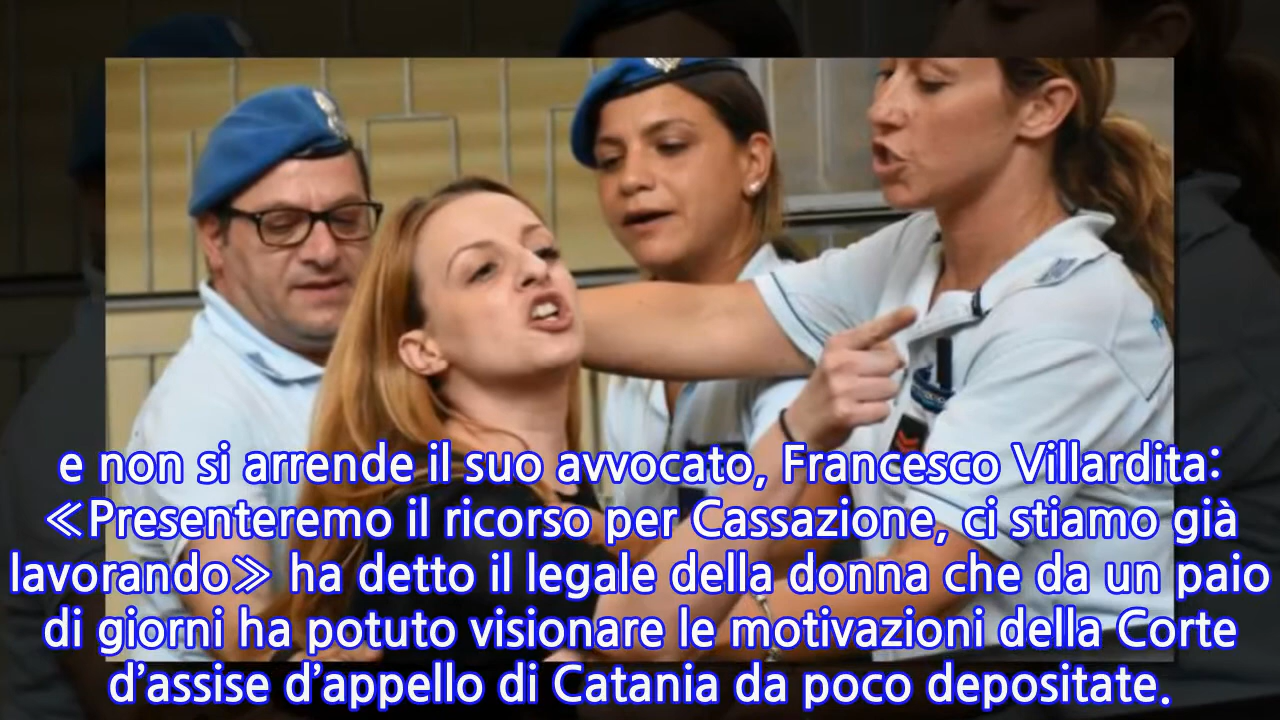 e non si arrende il suo avvocato, Francesco Villardita:
≪Presenteremo il ricorso per Cassazione, ci stiamo già
lavorando≫ ha detto il legale della donna che da un paio
di giorni ha potuto visionare le motivazioni della Corte
d’assise d’appello di Catania da poco depositate.